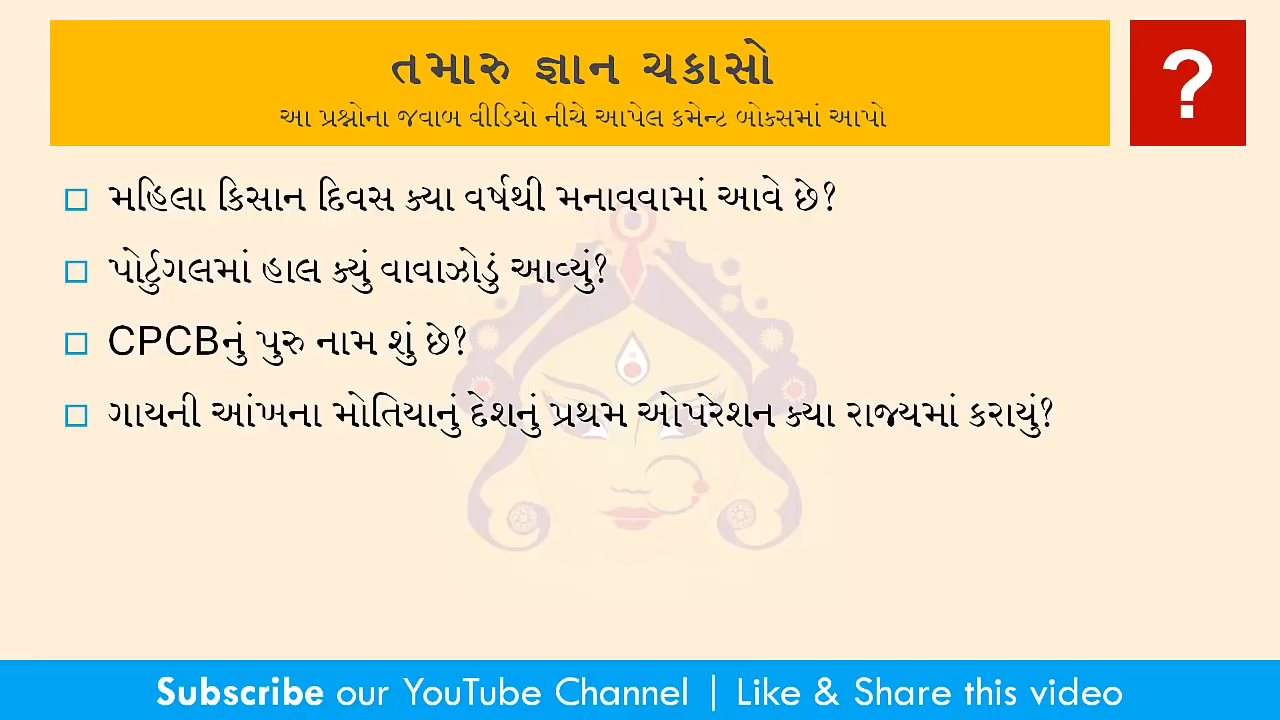 તમારુ જ્ઞાન ચકાસો
?
આ પ્રશ્નોના જવાબ વીડિયો નીચે આપેલ કમેન્ટ બોક્સમાં આપો
મહિલા કિસાન દિવસ ક્યા વર્ષથી મનાવવામાં આવે છે?
પોર્ટુગલમાં હાલ ક્યું વાવાઝોડું આવ્યું?
CPCBનું પુરુ નામ શું છે?
ગાયની આંખના મોતિયાનું દેશનું પ્રથમ ઓપરેશન ક્યા રાજ્યમાં કરાયું?
Subscribe our YouTube Channel | Like & Share this video